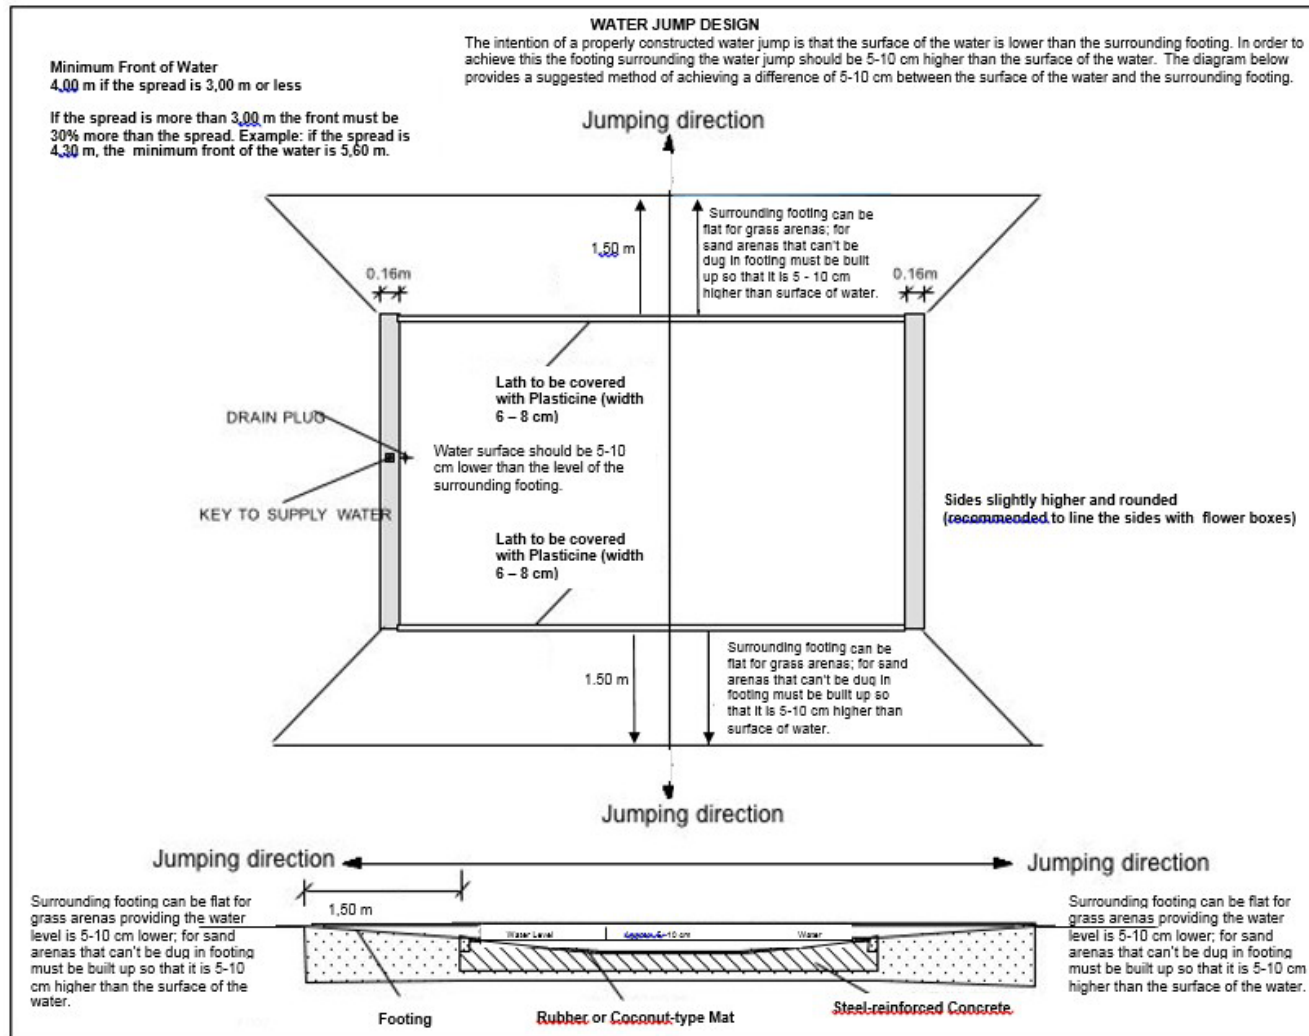 WATER JUMP DESIGN
The intention of a properly constructed water jump is that the surface of the water is lower than the surrounding footing. In order to
achieve this the footing surrounding the water jump should be 5-10 cm higher than the surface of the water. The diagram below
provides a suggested method of achieving a difference of 5-10 cm between the surface of the water and the surrounding footing.
Minimum Front of Water
4,00 m if the spread is 3,00 m or less
If the spread is more than 3,00 m the front must be
30% more than the spread. Example: if the spread is
4,30 m, the minimum front of the water is 5,60 m.
Jumping direction
1,50 m
Surrounding footing can be
flat for grass arenas; for
sand arenas that can't be
dug in footing must be built
up so that it is 5 - 10 cm
higher than surface of water.
0.16m
0.16m
Lath to be covered
with Plasticine (width
6 – 8 cm)
DRAIN PLUG
Water surface should be 5-10
cm lower than the level of the
surrounding footing.
KEY TO SUPPLY WATER
Sides slightly higher and rounded
(recommended to line the sides with flower boxes)
Lath to be covered
with Plasticine (width
6 – 8 cm)
1.50 m
Surrounding footing can be
flat for grass arenas; for sand
arenas that can't be dug in
footing must be built up so
that it is 5-10 cm higher than
surface of water.
Jumping direction
Jumping direction
Jumping direction
1,50 m
Surrounding footing can be flat for
grass arenas providing the water
level is 5-10 cm lower; for sand
arenas that can't be dug in footing
must be built up so that it is 5-10
cm higher than the surface of the
water.
Water Level
10 cm
Water
Surrounding footing can be flat for
grass arenas providing the water
level is 5-10 cm lower; for sand
arenas that can't be dug in footing
must be built up so that it is 5-10 cm
higher than the surface of the water.
Footing
Rubber or Coconut-type Mat
Steel-reinforced Concrete